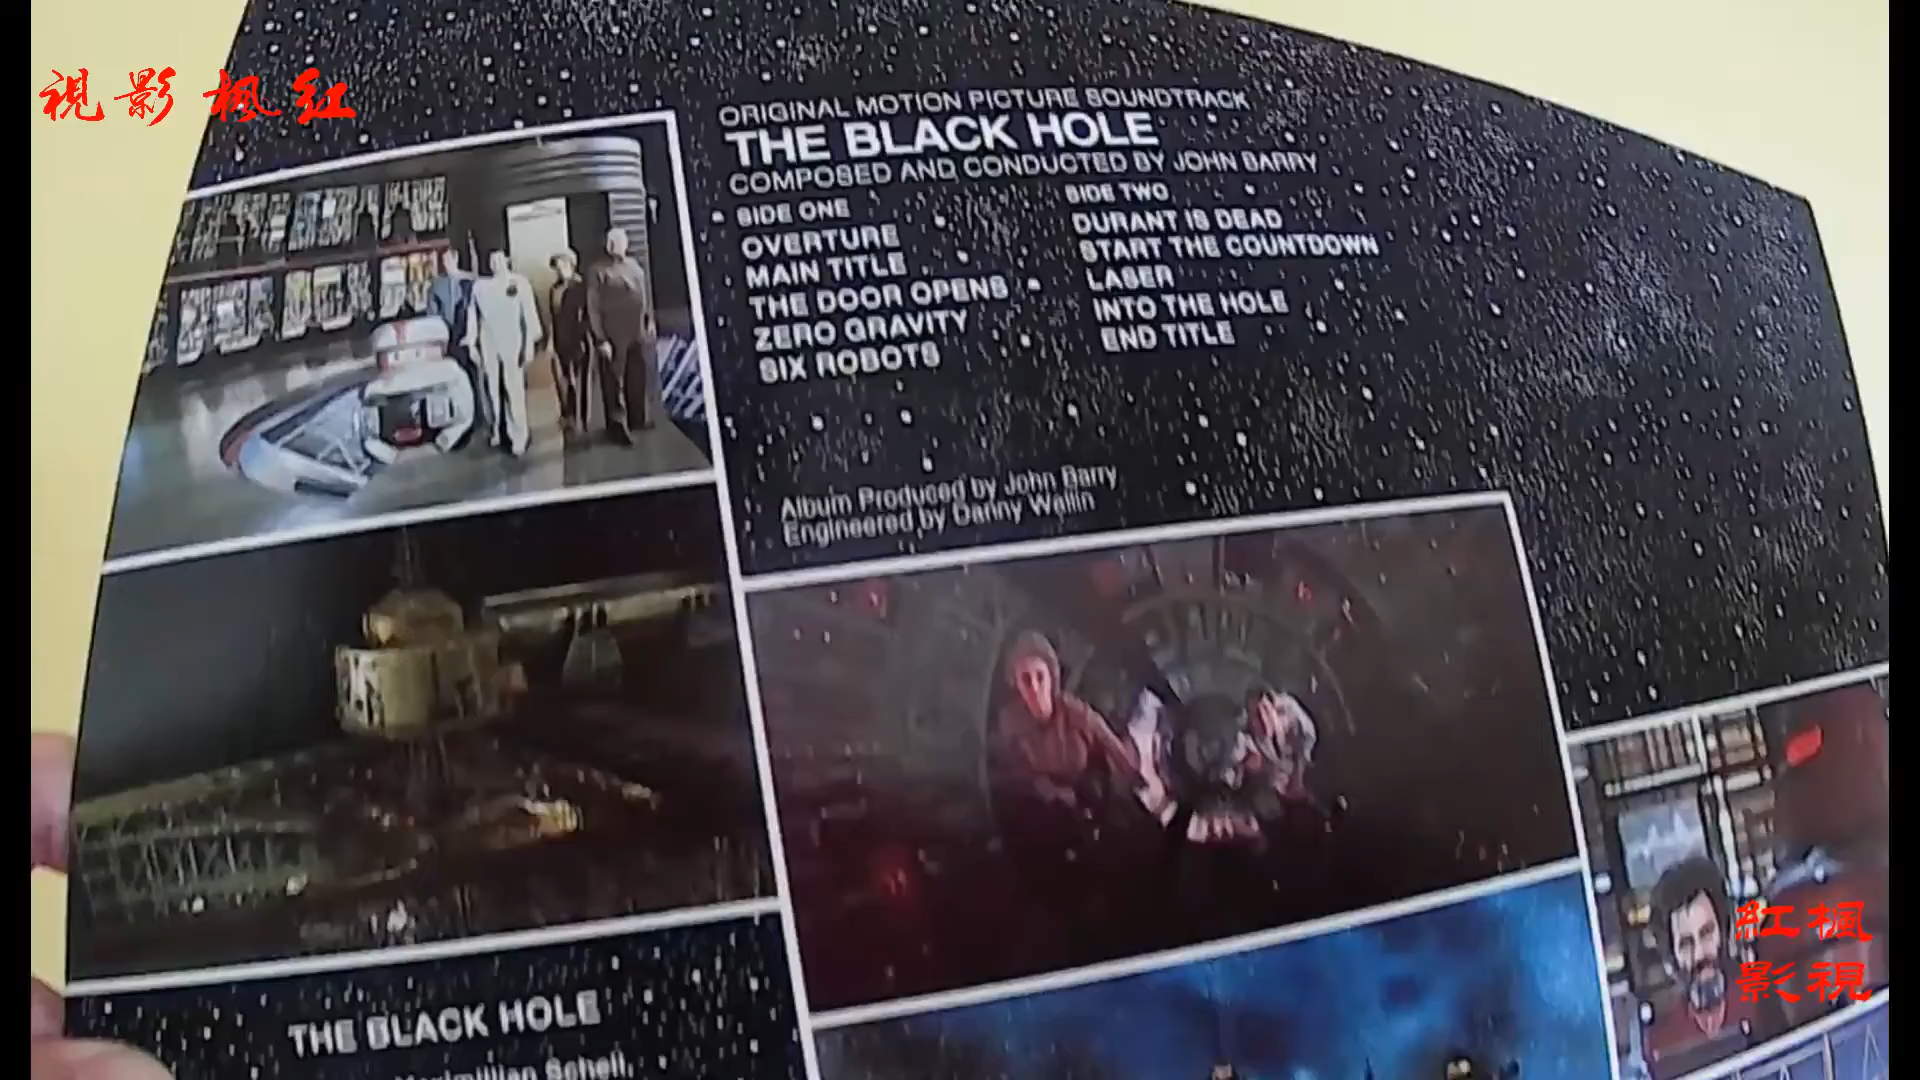 視影楓紅
ORIGINAL MOTION PICTURE SOUNDTRACK
THE BLACK HOLE
COMPOSED AND CONDUCTED BY JOHN BARRY
SIDE ONE
OVERTURE
MAIN TITLE
THE DOOR OPENS
ZERO GRAVITY
SIX ROBOTS
SIDE TWO
DURANT IS DEAD
START THE COUNTDOWN
LASER
INTO THE HOLE
END TITLE
Album Produced by John Barry
Engineered by Danny Wallin
THE BLACK HOLE
Maximilian Schell,
紅楓
影視